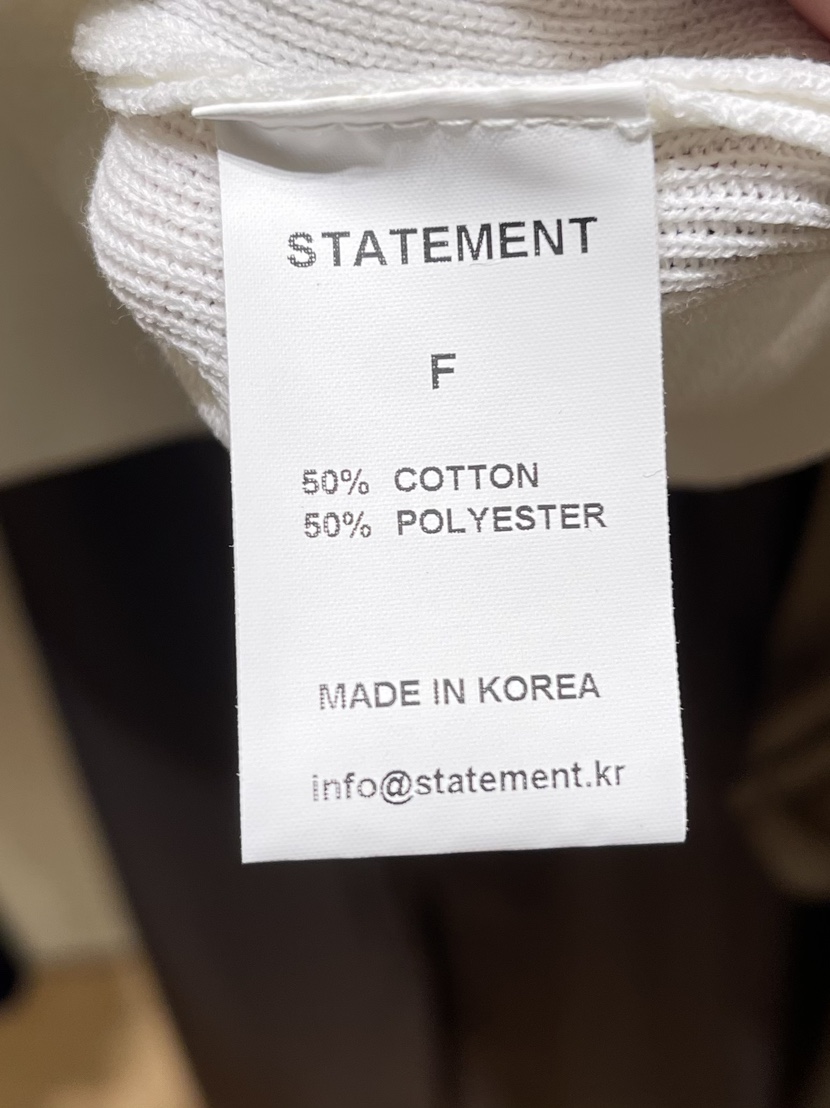 STATEMENT
F
50% COTTON
50% POLYESTER
MADE IN KOREA
info@statement.kr